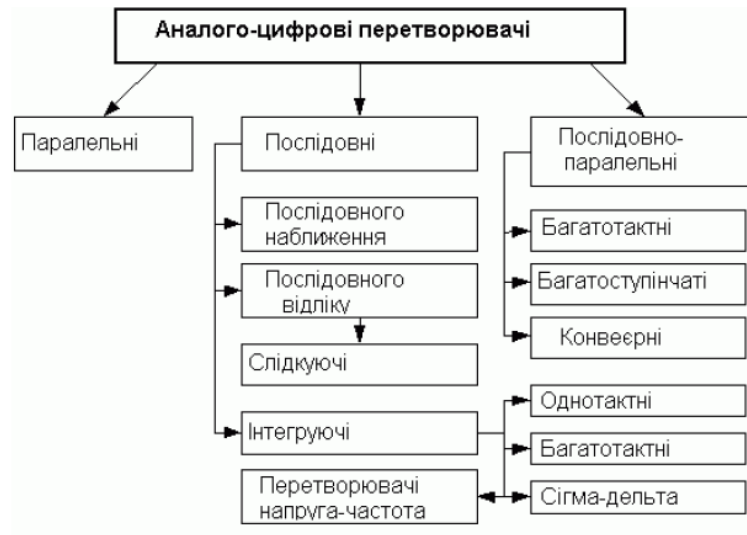 Аналого-цифрові перетворювачі
Паралельні
Послідовні
Послідовного
наближення
Послідовного
відліку
Слідкуючі
Інтегруючі
Перетворювачі
напруга-частота
Послідовно-
паралельні
Багатотактні
Багатоступінчаті
Конвеєрні
Однотактні
Багатотактні
Сігма-дельта